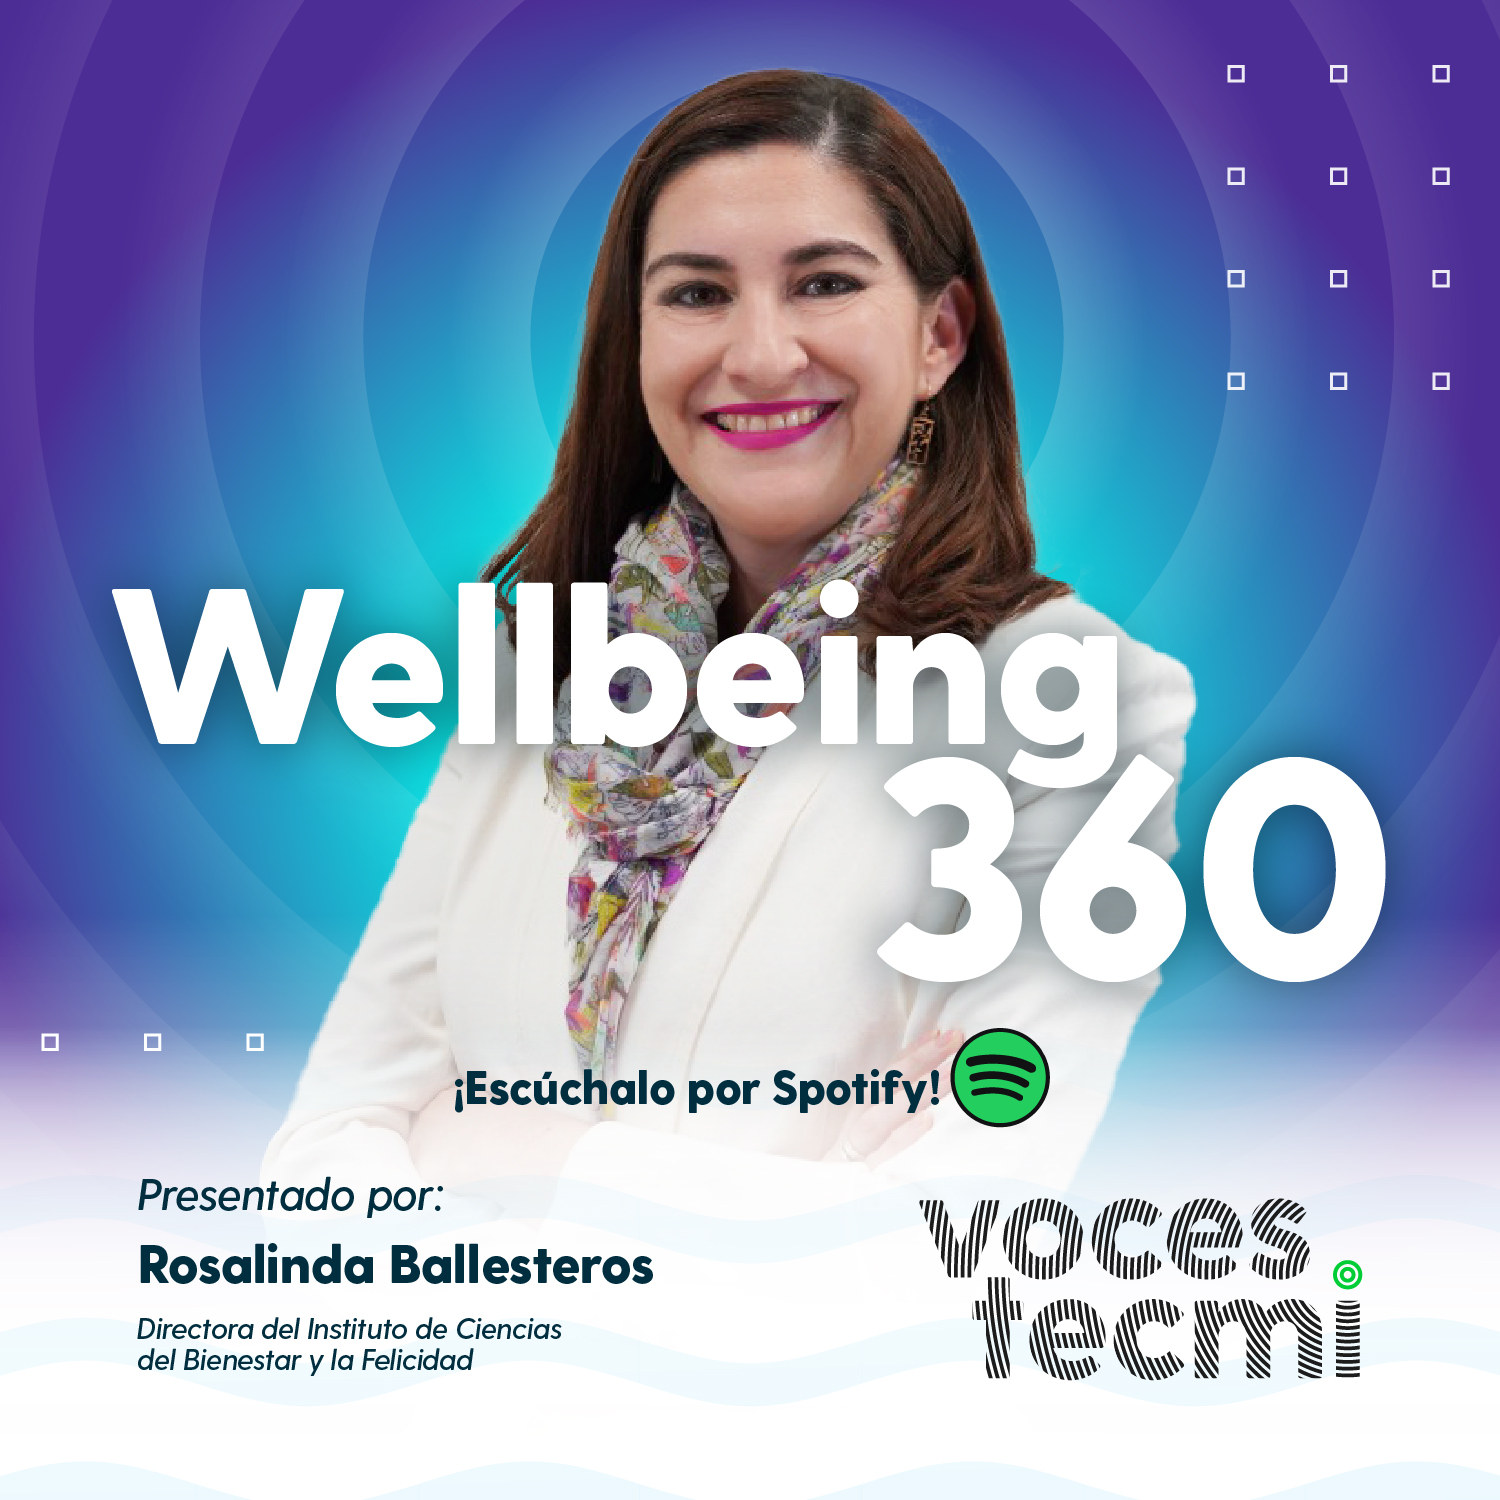 Wellbeing
360
¡Escúchalo por Spotify!
Presentado por:
Rosalinda Ballesteros
Directora del Instituto de Ciencias
del Bienestar y la Felicidad
voces
tecmi